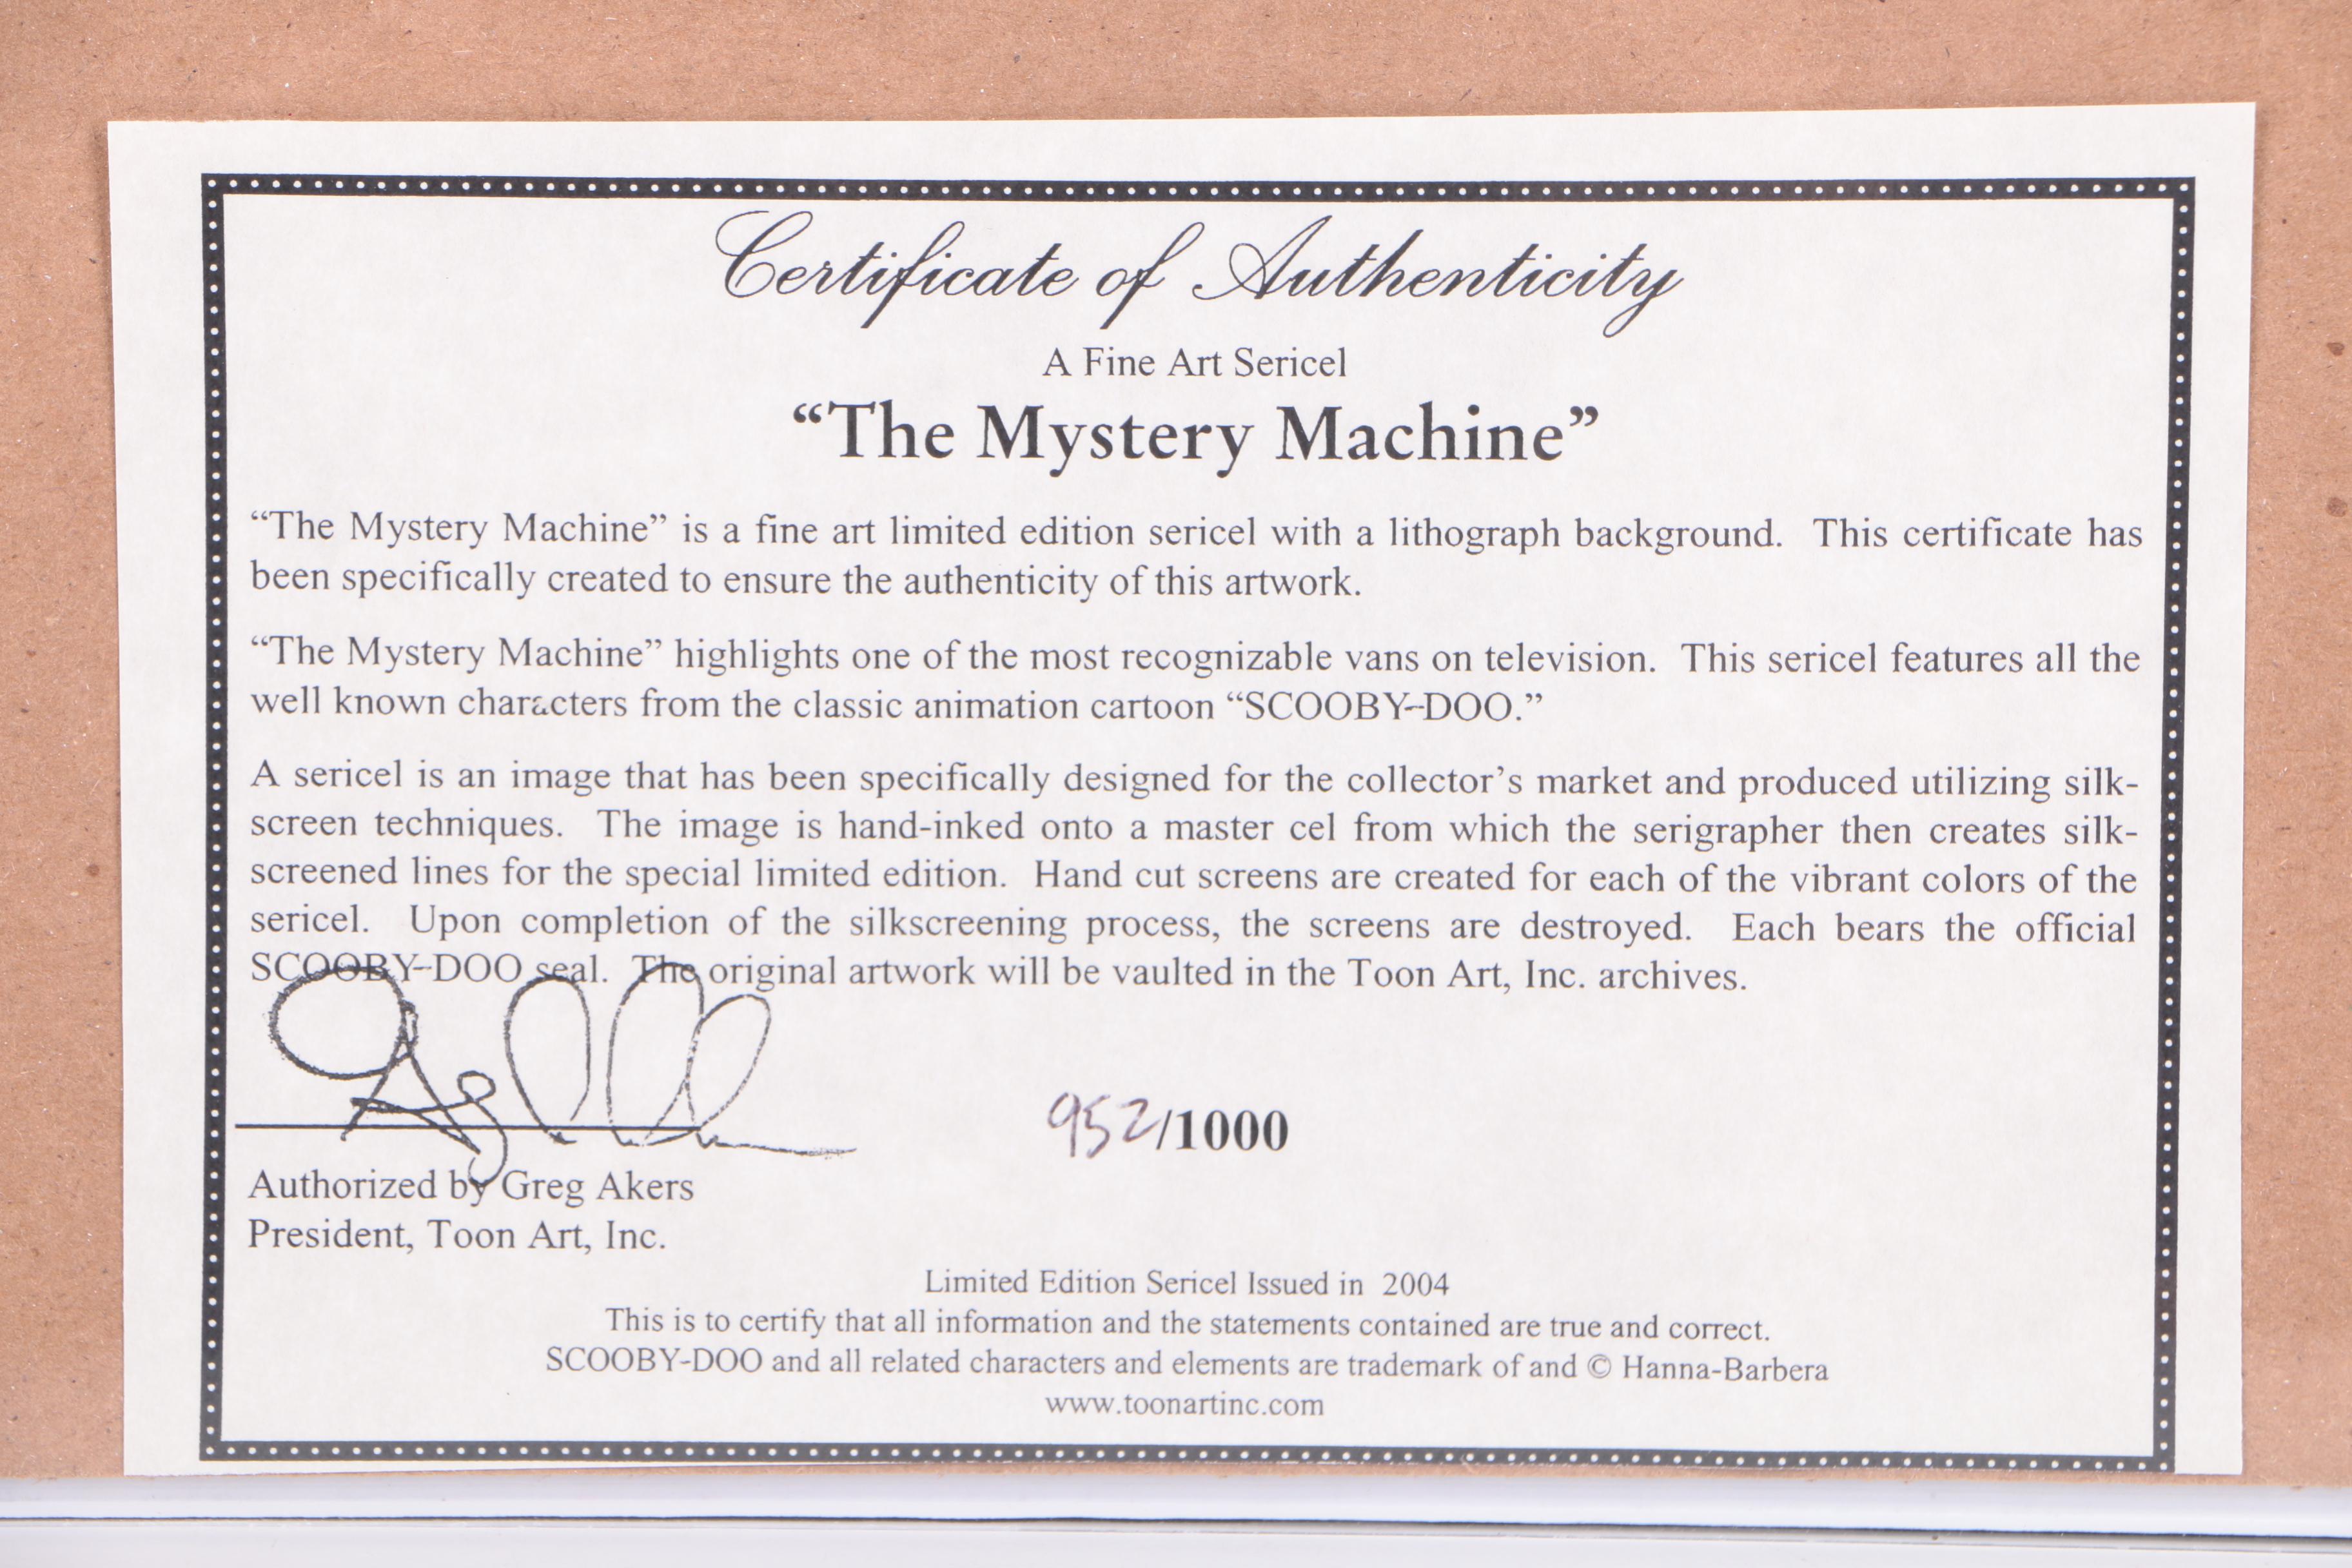 Certificate of Authenticity
A Fine Art Sericel
“The Mystery Machine”
“The Mystery Machine” is a fine art limited edition sericel with a lithograph background. This certificate has
been specifically created to ensure the authenticity of this artwork.
“The Mystery Machine” highlights one of the most recognizable vans on television. This sericel features all the
well known characters from the classic animation cartoon “SCOOBY-DOO.”
A sericel is an image that has been specifically designed for the collector’s market and produced utilizing silk-
screen techniques. The image is hand-inked onto a master cel from which the serigrapher then creates silk-
screened lines for the special limited edition. Hand cut screens are created for each of the vibrant colors of the
sericel. Upon completion of the silkscreening process, the screens are destroyed. Each bears the official
SCOOBY-DOO seal. The original artwork will be vaulted in the Toon Art, Inc. archives.
952/1000
Authorized by Greg Akers
President, Toon Art, Inc.
Limited Edition Sericel Issued in 2004
This is to certify that all information and the statements contained are true and correct.
SCOOBY-DOO and all related characters and elements are trademark of and © Hanna-Barbera
www.toonartinc.com